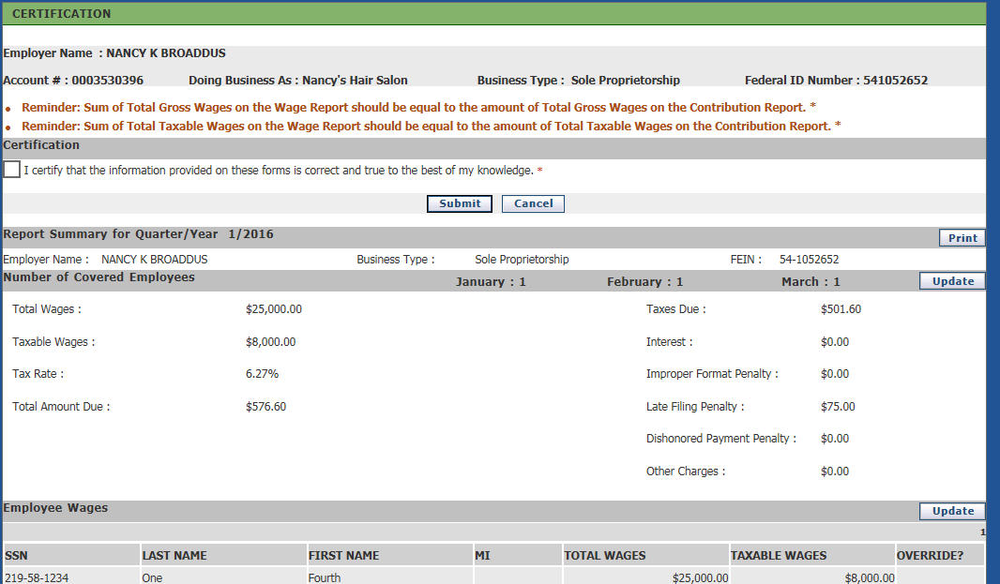 CERTIFICATION
Employer Name : NANCY K BROADDUS
Account # : 0003530396 Doing Business As : Nancy's Hair Salon Business Type : Sole Proprietorship Federal ID Number : 541052652
• Reminder: Sum of Total Gross Wages on the Wage Report should be equal to the amount of Total Gross Wages on the Contribution Report. *
• Reminder: Sum of Total Taxable Wages on the Wage Report should be equal to the amount of Total Taxable Wages on the Contribution Report. *
Certification
I certify that the information provided on these forms is correct and true to the best of my knowledge. *
Submit Cancel
Report Summary for Quarter/Year 1/2016 Print
Employer Name : NANCY K BROADDUS Business Type : Sole Proprietorship FEIN : 54-1052652
Number of Covered Employees January : 1 February : 1 March : 1 Update
Total Wages : $25,000.00 Taxes Due : $501.60
Taxable Wages : $8,000.00 Interest : $0.00
Tax Rate : 6.27% Improper Format Penalty : $0.00
Total Amount Due : $576.60 Late Filing Penalty : $75.00
Dishonored Payment Penalty : $0.00
Other Charges : $0.00
Employee Wages Update
1
SSN LAST NAME FIRST NAME MI TOTAL WAGES TAXABLE WAGES OVERRIDE?
219-58-1234 One Fourth $25,000.00 $8,000.00